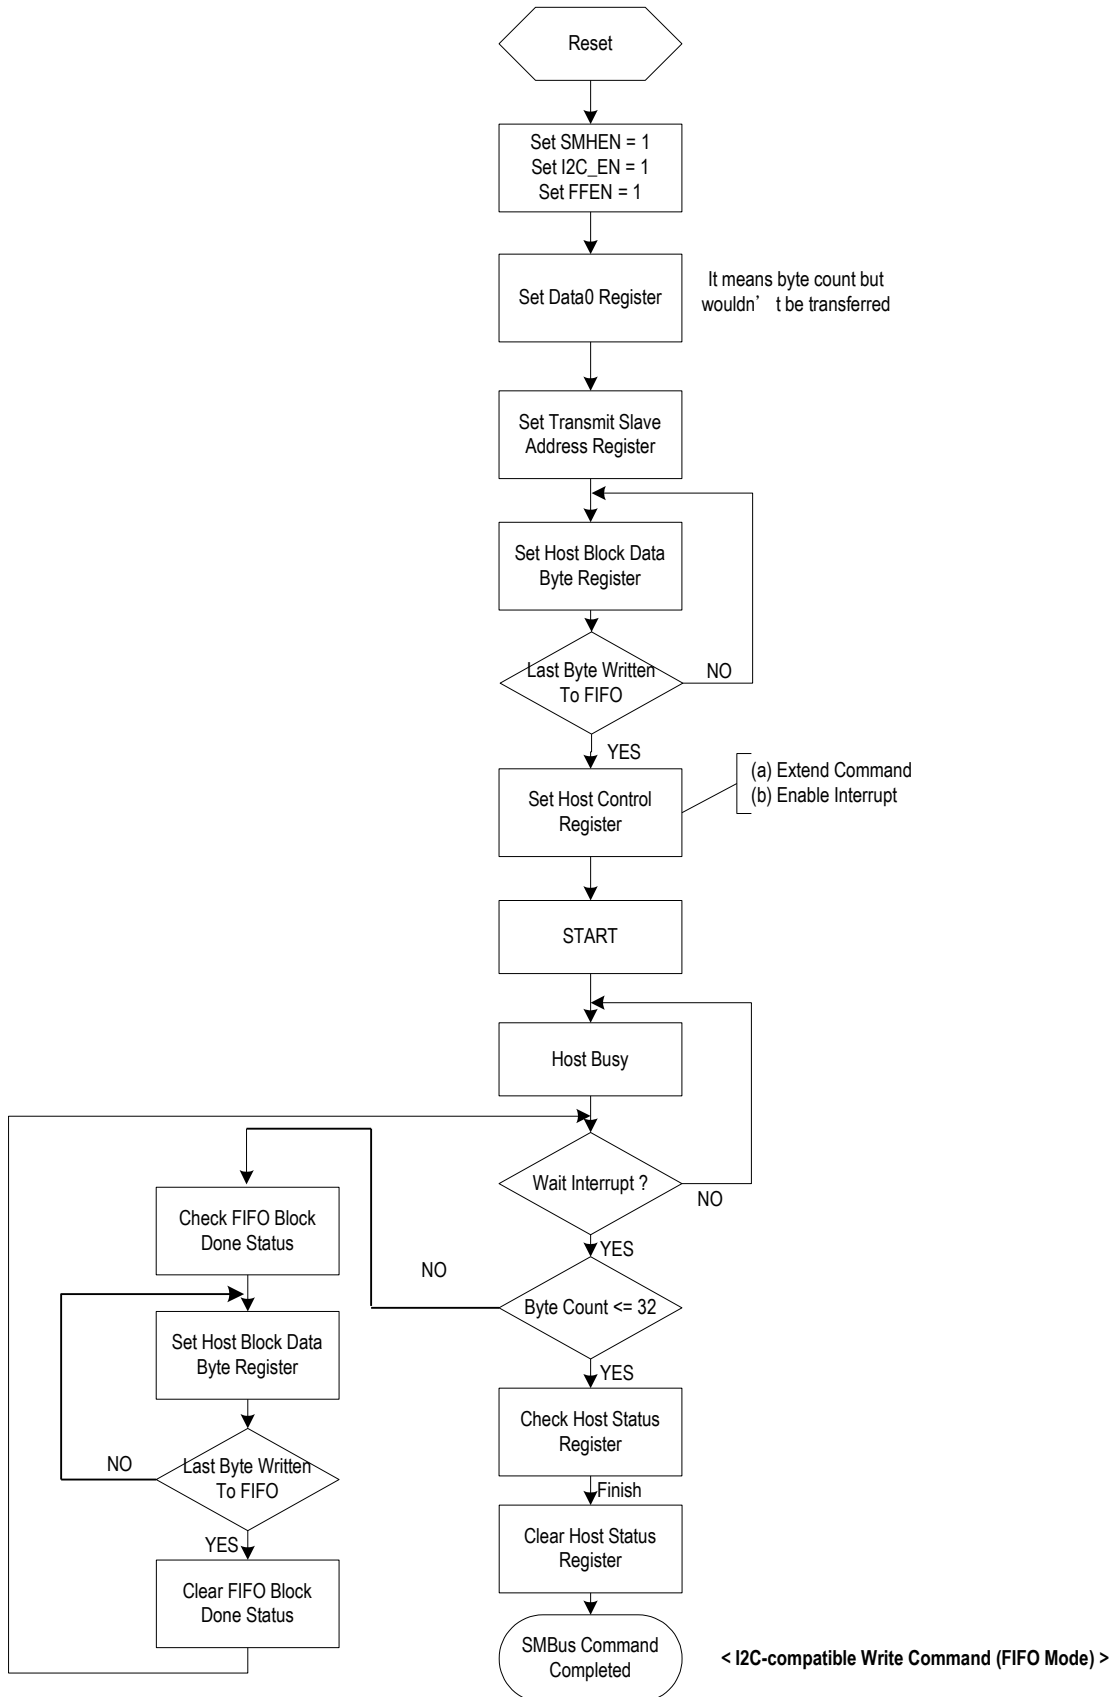 Reset
Set SMHEN = 1
Set I2C_EN = 1
Set FFEN = 1
Set Data0 Register
It means byte count but
wouldn’ t be transferred
Set Transmit Slave
Address Register
Set Host Block Data
Byte Register
Last Byte Written
To FIFO
NO
YES
Set Host Control
Register
(a) Extend Command
(b) Enable Interrupt
START
Host Busy
Wait Interrupt ?
NO
YES
Byte Count <= 32
NO
YES
Check FIFO Block
Done Status
Set Host Block Data
Byte Register
Last Byte Written
To FIFO
NO
YES
Clear FIFO Block
Done Status
Check Host Status
Register
Finish
Clear Host Status
Register
SMBus Command
Completed
< I2C-compatible Write Command (FIFO Mode) >